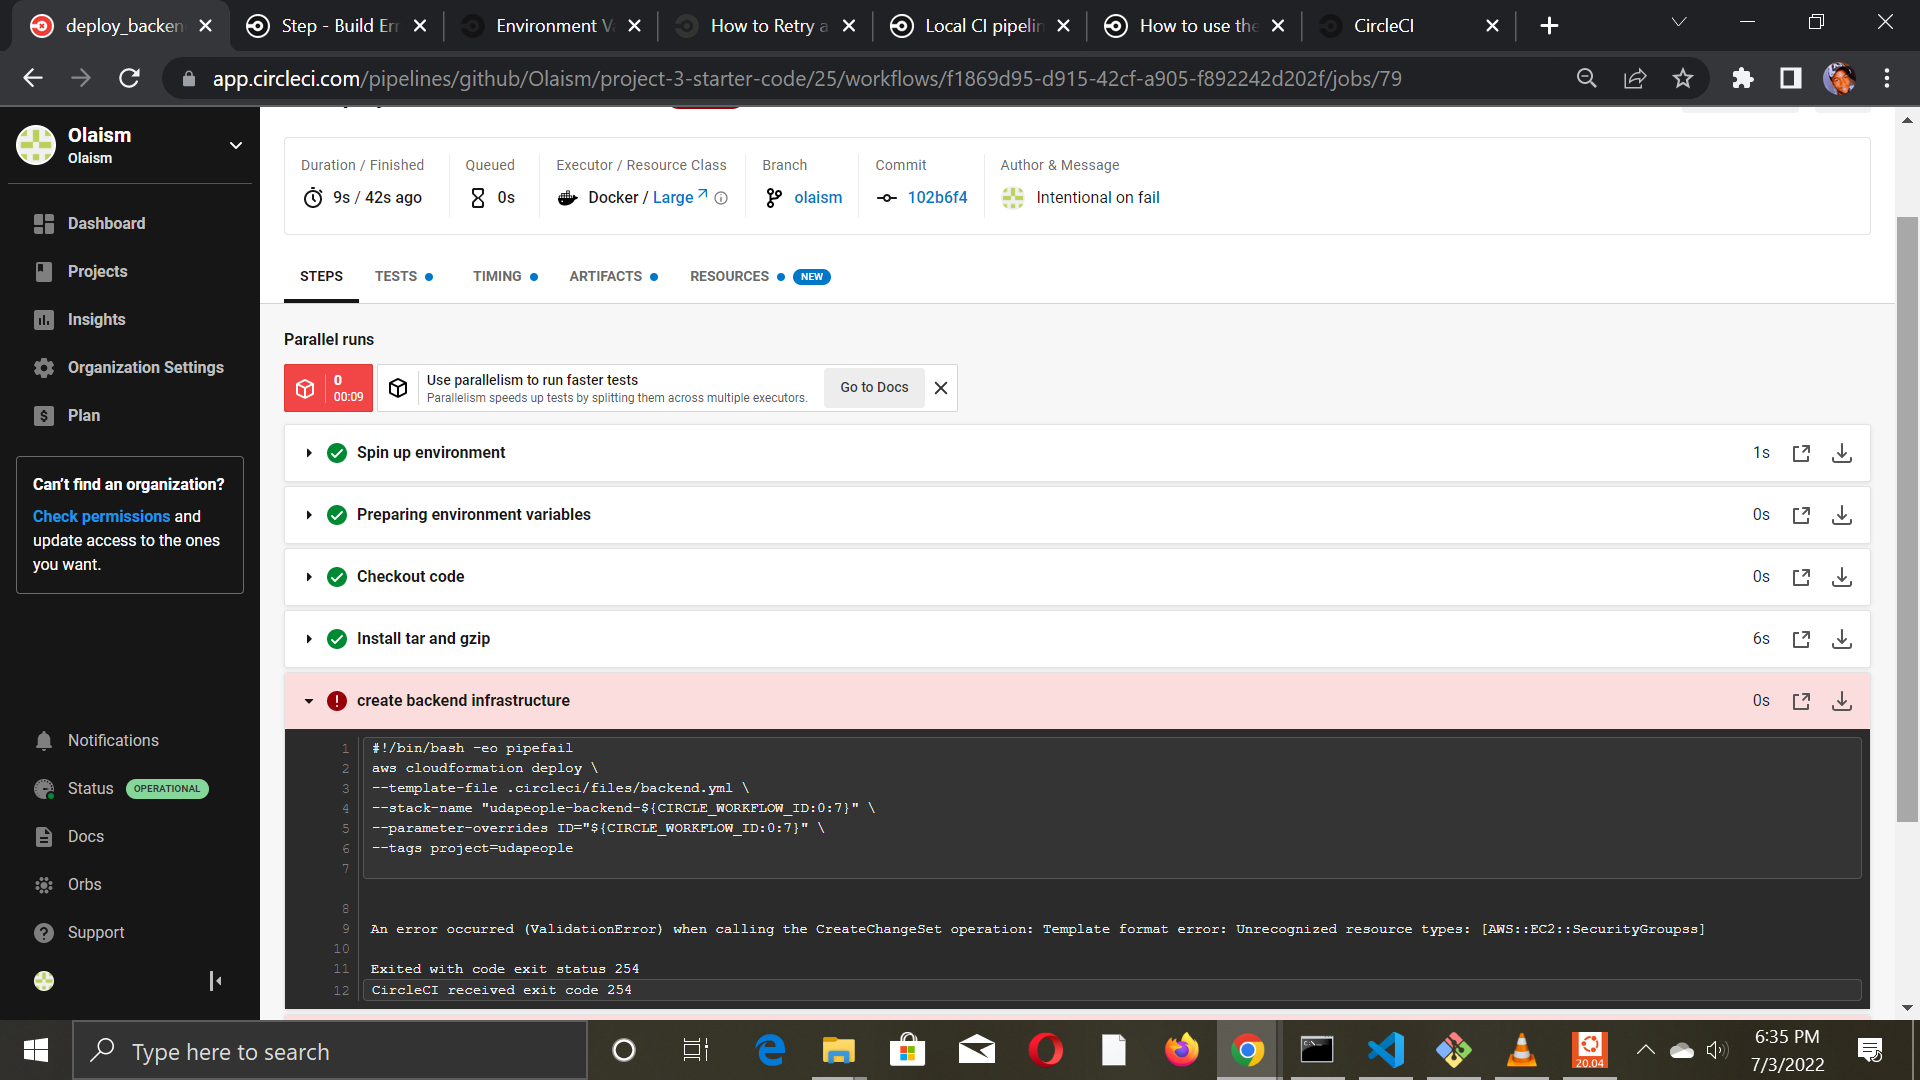 deploy_backen
Step - Build Err
Environment V
How to Retry a
Local CI pipelin
How to use the
CircleCI
app.circleci.com/pipelines/github/Olaism/project-3-starter-code/25/workflows/f1869d95-d915-42cf-a905-f892242d202f/jobs/79
Olaism
Olaism
Dashboard
Projects
Insights
Organization Settings
Plan
Can't find an organization?
Check permissions and
update access to the ones
you want.
Notifications
Status OPERATIONAL
Docs
Orbs
Support
Duration / Finished
9s / 42s ago
Queued
0s
Executor / Resource Class
Docker / Large
Branch
olaism
Commit
102b6f4
Author & Message
Intentional on fail
STEPS
TESTS
TIMING
ARTIFACTS
RESOURCES NEW
Parallel runs
0
00:09
Use parallelism to run faster tests
Parallelism speeds up tests by splitting them across multiple executors.
Go to Docs
Spin up environment 1s
Preparing environment variables 0s
Checkout code 0s
Install tar and gzip 6s
create backend infrastructure 0s
1 #!/bin/bash -eo pipefail
2 aws cloudformation deploy \
3 --template-file .circleci/files/backend.yml \
4 --stack-name "udapeople-backend-${CIRCLE_WORKFLOW_ID:0:7}" \
5 --parameter-overrides ID="${CIRCLE_WORKFLOW_ID:0:7}" \
6 --tags project=udapeople
7
8
9 An error occurred (ValidationError) when calling the CreateChangeSet operation: Template format error: Unrecognized resource types: [AWS::EC2::SecurityGroupss]
10
11 Exited with code exit status 254
12 CircleCI received exit code 254
Type here to search
20.04
6:35 PM
7/3/2022